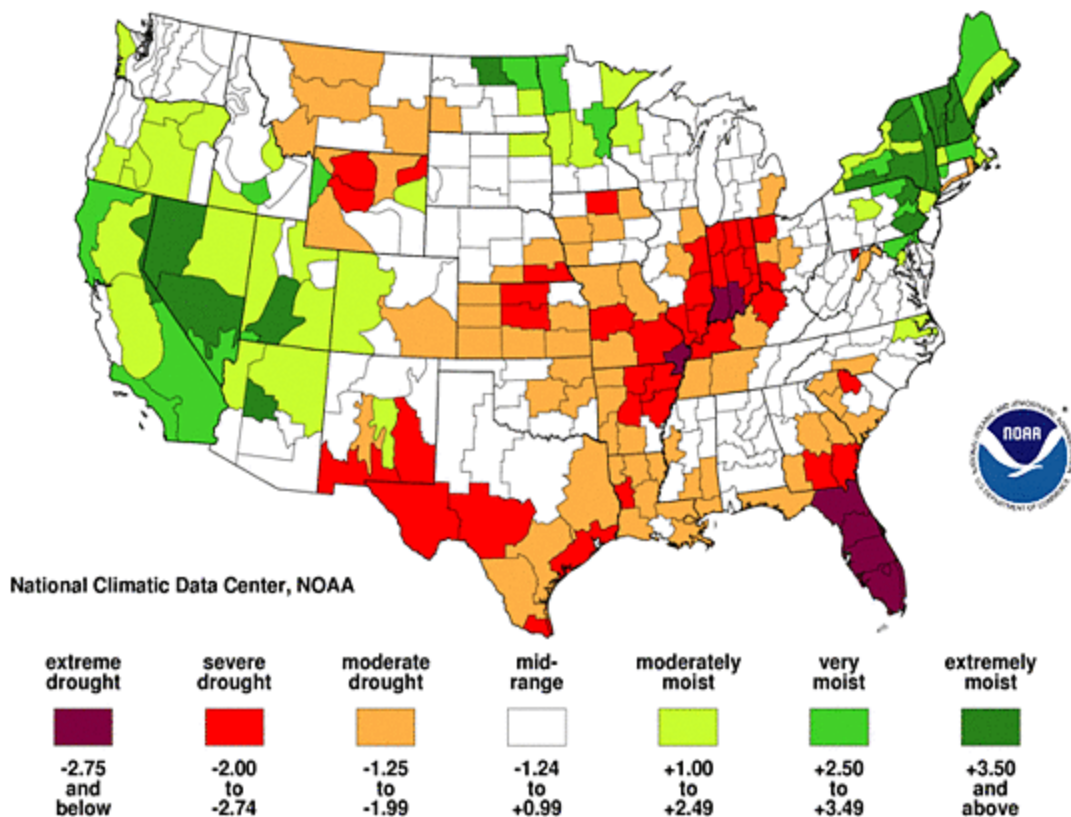 NOAA
National Climatic Data Center, NOAA
extreme drought
severe drought
moderate drought
mid-range
moderately moist
very moist
extremely moist
-2.75 and below
-2.00 to -2.74
-1.25 to -1.99
-1.24 to +0.99
+1.00 to +2.49
+2.50 to +3.49
+3.50 and above